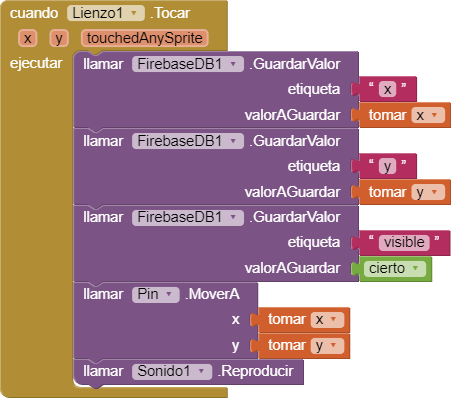 cuando Lienzo1 .Tocar
x y touchedAnySprite
ejecutar llamar FirebaseDB1 .GuardarValor
etiqueta “ x ”
valorAGuardar tomar x
llamar FirebaseDB1 .GuardarValor
etiqueta “ y ”
valorAGuardar tomar y
llamar FirebaseDB1 .GuardarValor
etiqueta “ visible ”
valorAGuardar cierto
llamar Pin .MoverA
x tomar x
y tomar y
llamar Sonido1 .Reproducir